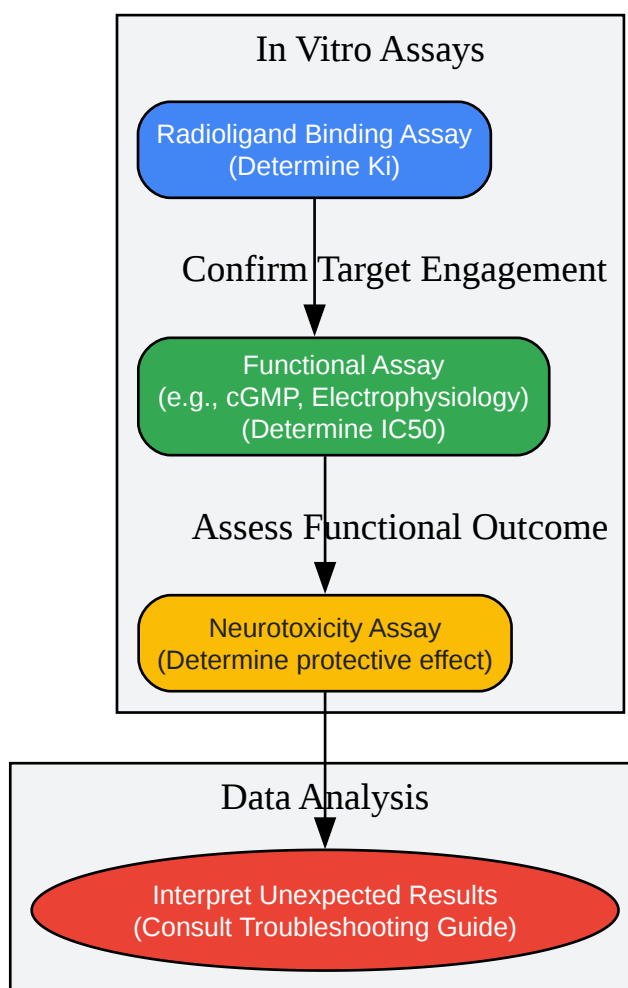 In Vitro Assays
Radioligand Binding Assay
(Determine Ki)
Confirm Target Engagement
Functional Assay
(e.g., cGMP, Electrophysiology)
(Determine IC50)
Assess Functional Outcome
Neurotoxicity Assay
(Determine protective effect)
Data Analysis
Interpret Unexpected Results
(Consult Troubleshooting Guide)